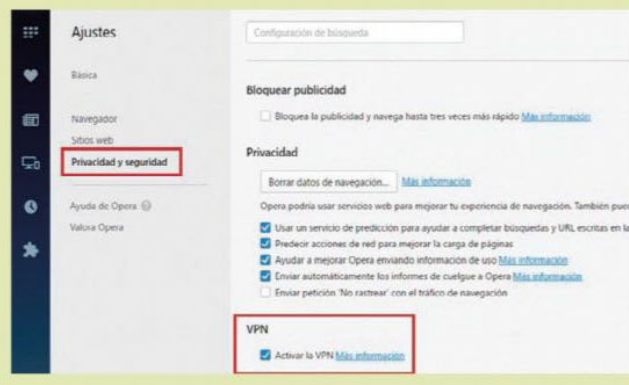 Ajustes
Configuración de búsqueda
Básica
Navegador
Sitios web
Privacidad y seguridad
Ayuda de Opera
Valora Opera
Bloquear publicidad
Bloquea la publicidad y navega hasta tres veces más rápido Más información
Privacidad
Borrar datos de navegación... Más información
Opera podría usar servicios web para mejorar tu experiencia de navegación. También pue
Usar un servicio de predicción para ayudar a completar búsquedas y URL escritas en la
Predecir acciones de red para mejorar la carga de páginas
Ayudar a mejorar Opera enviando información de uso Más información
Enviar automáticamente los informes de cuelgue a Opera Más información
Enviar petición 'No rastrear' con el tráfico de navegación
VPN
Activar la VPN Más información